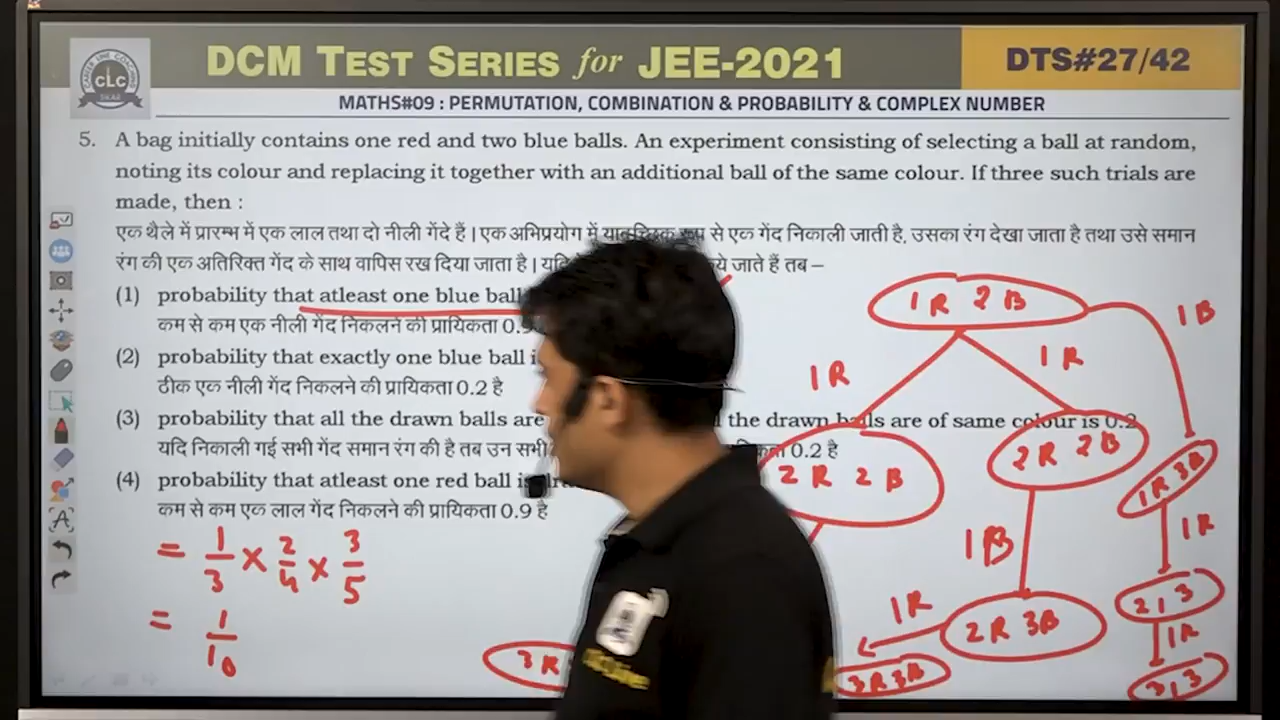 DCM TEST SERIES for JEE-2021
DTS#27/42
CLC
MATHS#09 : PERMUTATION, COMBINATION & PROBABILITY & COMPLEX NUMBER
5. A bag initially contains one red and two blue balls. An experiment consisting of selecting a ball at random,
noting its colour and replacing it together with an additional ball of the same colour. If three such trials are
made, then :
एक थैले में प्रारम्भ में एक लाल तथा दो नीली गेंदे हैं। एक अभिप्रयोग में यादृच्छिक रूप से एक गेंद निकाली जाती है, उसका रंग देखा जाता है तथा उसे समान
रंग की एक अतिरिक्त गेंद के साथ वापिस रख दिया जाता है। ये जाते हैं तब –
(1) probability that atleast one blue ball
कम से कम एक नीली गेंद निकलने की प्रायिकता
(2) probability that exactly one blue ball
ठीक एक नीली गेंद निकलने की प्रायिकता 0.2 है
(3) probability that all the drawn balls are the drawn balls are of same colour is 0.2
यदि निकाली गई सभी गेंद समान रंग की है तब उन सभी 0.2 है
(4) probability that atleast one red ball
कम से कम एक लाल गेंद निकलने की प्रायिकता 0.9 है
= 1/3 × 2/4 × 3/5
= 1/10
1R 2B
1R
1R
1B
2R 2B
2R 2B
1R 3B
1B
1R
2R 3B
2,3
1R
1R
3R
3R3B
3,3